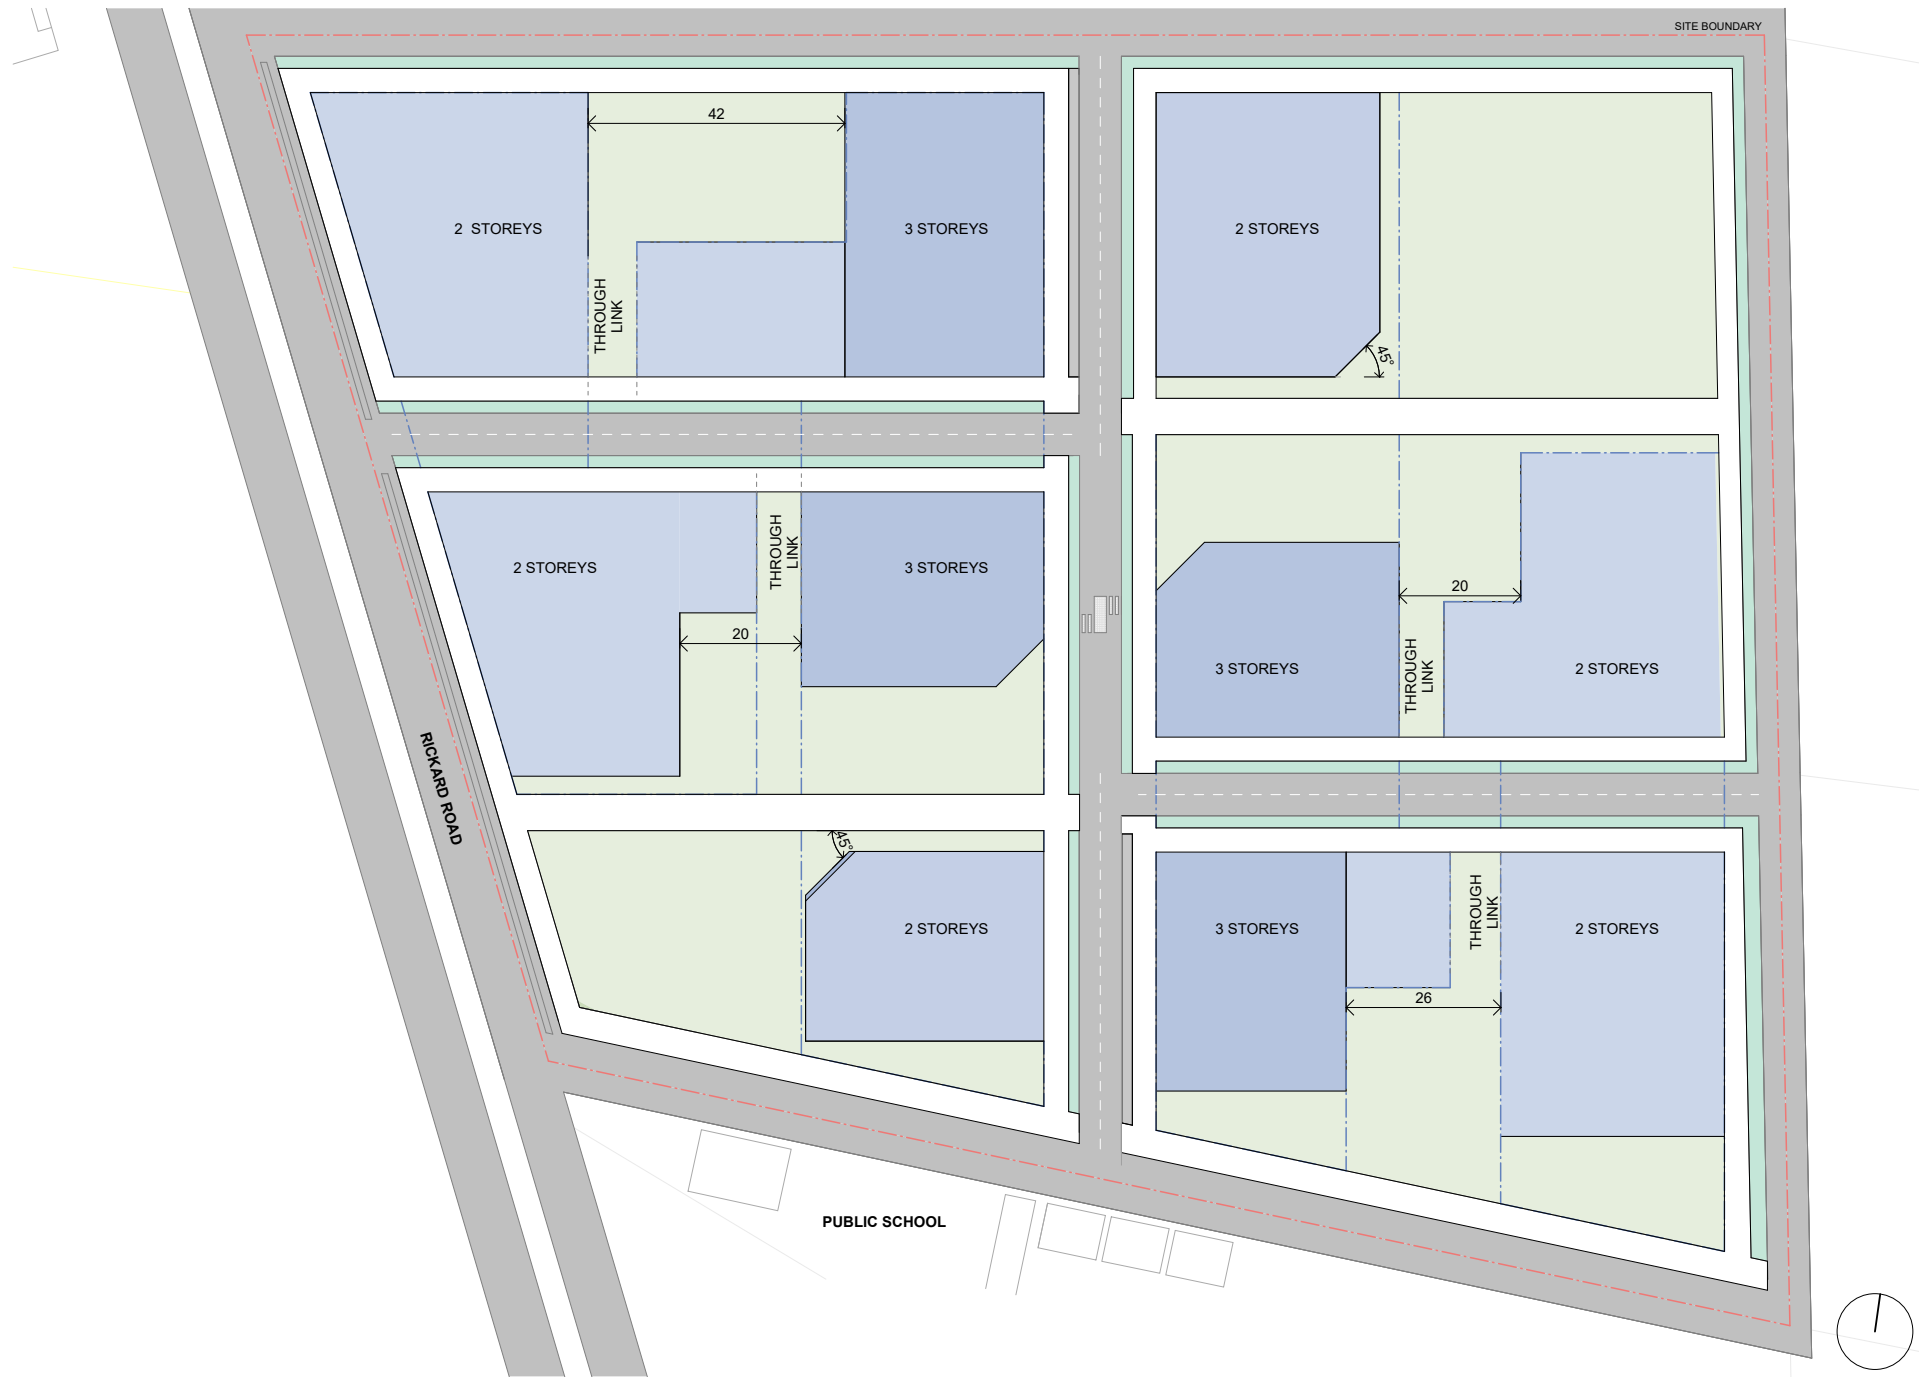 SITE BOUNDARY
42
2 STOREYS
3 STOREYS
2 STOREYS
THROUGH
LINK
45°
2 STOREYS
THROUGH
LINK
3 STOREYS
20
20
3 STOREYS
THROUGH
LINK
2 STOREYS
RICKARD ROAD
45°
2 STOREYS
3 STOREYS
THROUGH
LINK
2 STOREYS
26
PUBLIC SCHOOL